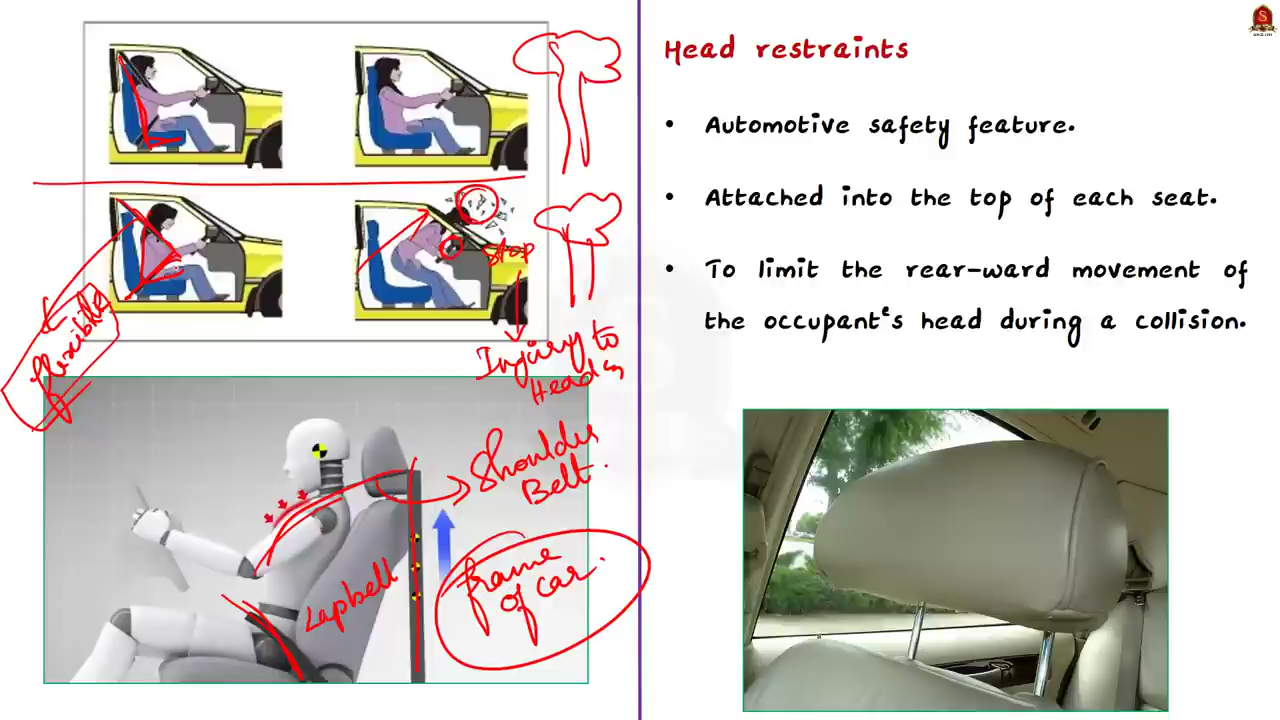 Stop
Injury to
Head
flexible
Shoulder
Belt.
Lapbelt
frame
of car.
Head restraints
• Automotive safety feature.
• Attached into the top of each seat.
• To limit the rear-ward movement of
the occupant's head during a collision.